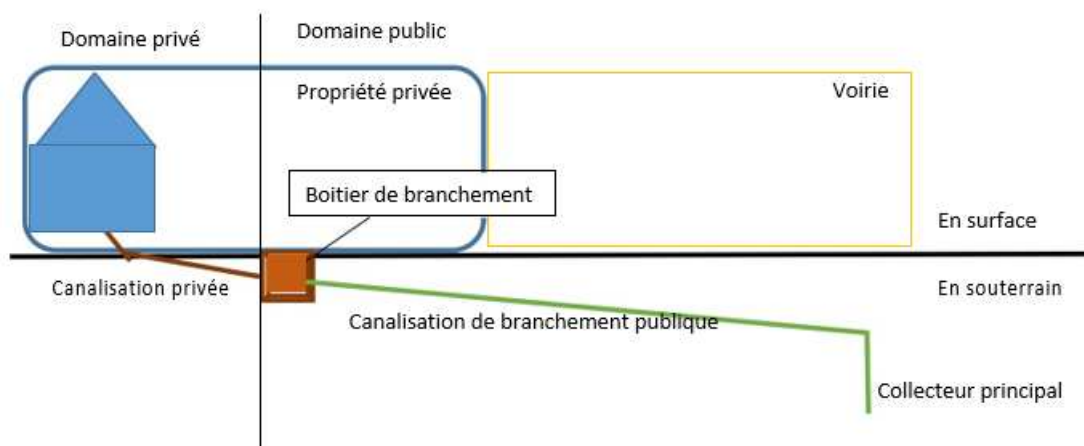 Domaine privé
Domaine public
Propriété privée
Voirie
Boitier de branchement
En surface
Canalisation privée
En souterrain
Canalisation de branchement publique
Collecteur principal